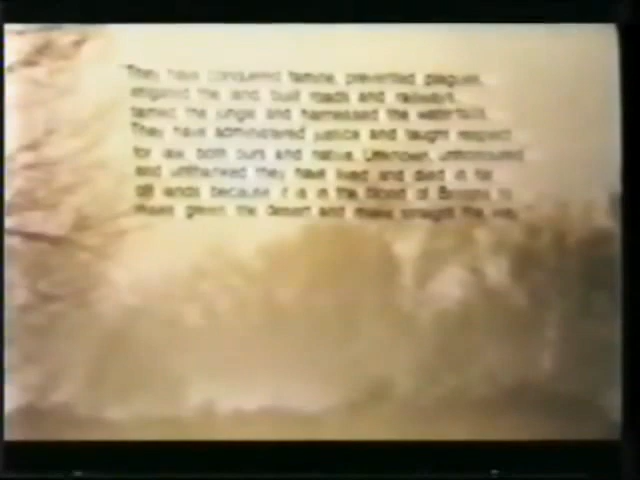 They have conquered famine, prevented plagues,
irrigated the land, built roads and railways,
tamed the jungle and harnessed the waterfalls.
They have administered justice and taught respect
for law, both ours and native. Unknown, unhonoured
and unthanked they have lived and died in far
off lands because it is in the blood of Britons to
make green the desert and make straight the way.